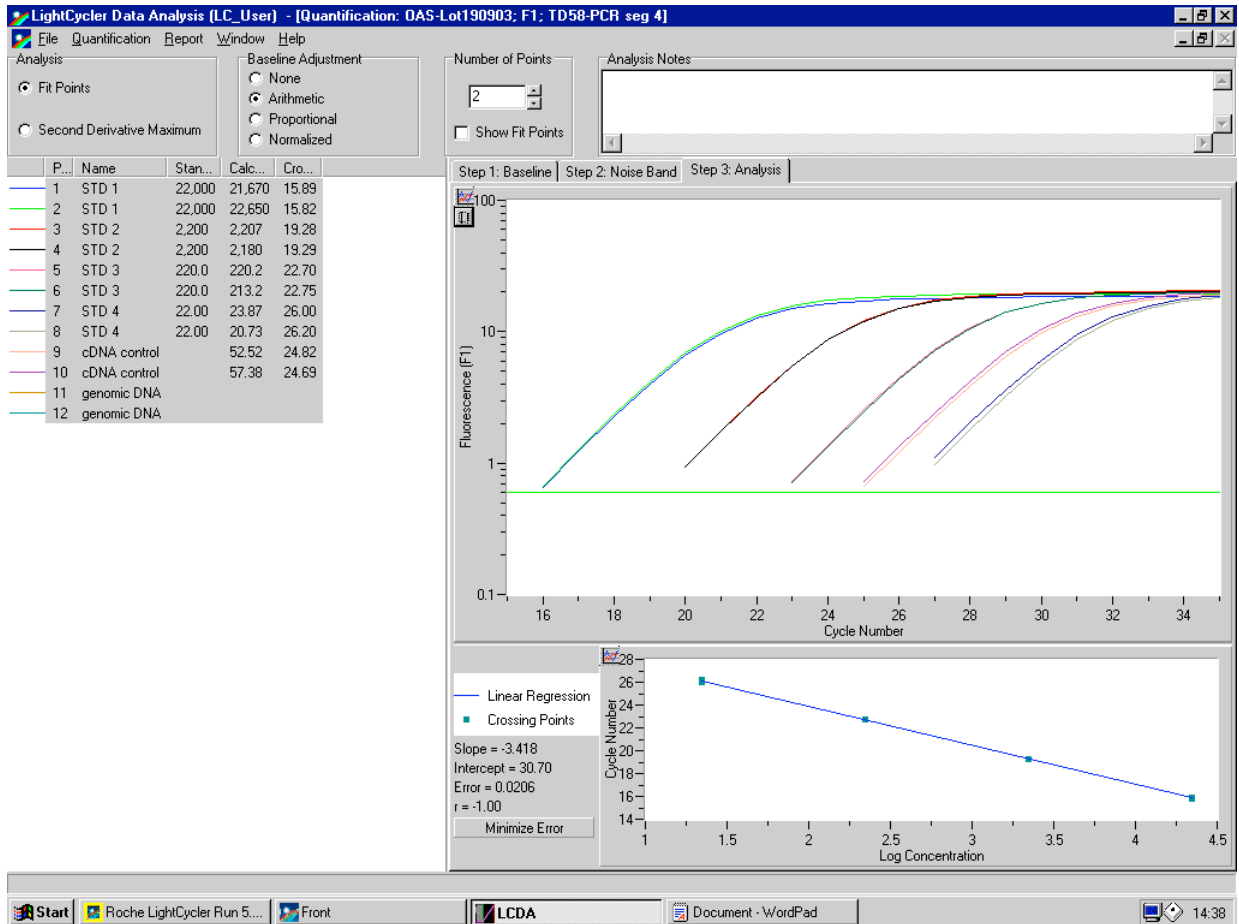 LightCycler Data Analysis (LC_User) - [Quantification: OAS-Lot190903; F1; TD58-PCR seg 4]
File Quantification Report Window Help
Analysis
Fit Points
Second Derivative Maximum
Baseline Adjustment
None
Arithmetic
Proportional
Normalized
Number of Points
2
Show Fit Points
Analysis Notes
P... Name Stan... Calc... Cro...
1 STD 1 22,000 21,670 15.89
2 STD 1 22,000 22,650 15.82
3 STD 2 2,200 2,207 19.28
4 STD 2 2,200 2,180 19.29
5 STD 3 220.0 220.2 22.70
6 STD 3 220.0 213.2 22.75
7 STD 4 22.00 23.87 26.00
8 STD 4 22.00 20.73 26.20
9 cDNA control 52.52 24.82
10 cDNA control 57.38 24.69
11 genomic DNA
12 genomic DNA
Step 1: Baseline Step 2: Noise Band Step 3: Analysis
100
10
1
0.1
Fluorescence (F1)
16 18 20 22 24 26 28 30 32 34
Cycle Number
Linear Regression
Crossing Points
Slope = -3.418
Intercept = 30.70
Error = 0.0206
r = -1.00
Minimize Error
28
26
24
22
20
18
16
14
Cycle Number
1 1.5 2 2.5 3 3.5 4 4.5
Log Concentration
Start Roche LightCycler Run 5.... Front LCDA Document - WordPad 14:38